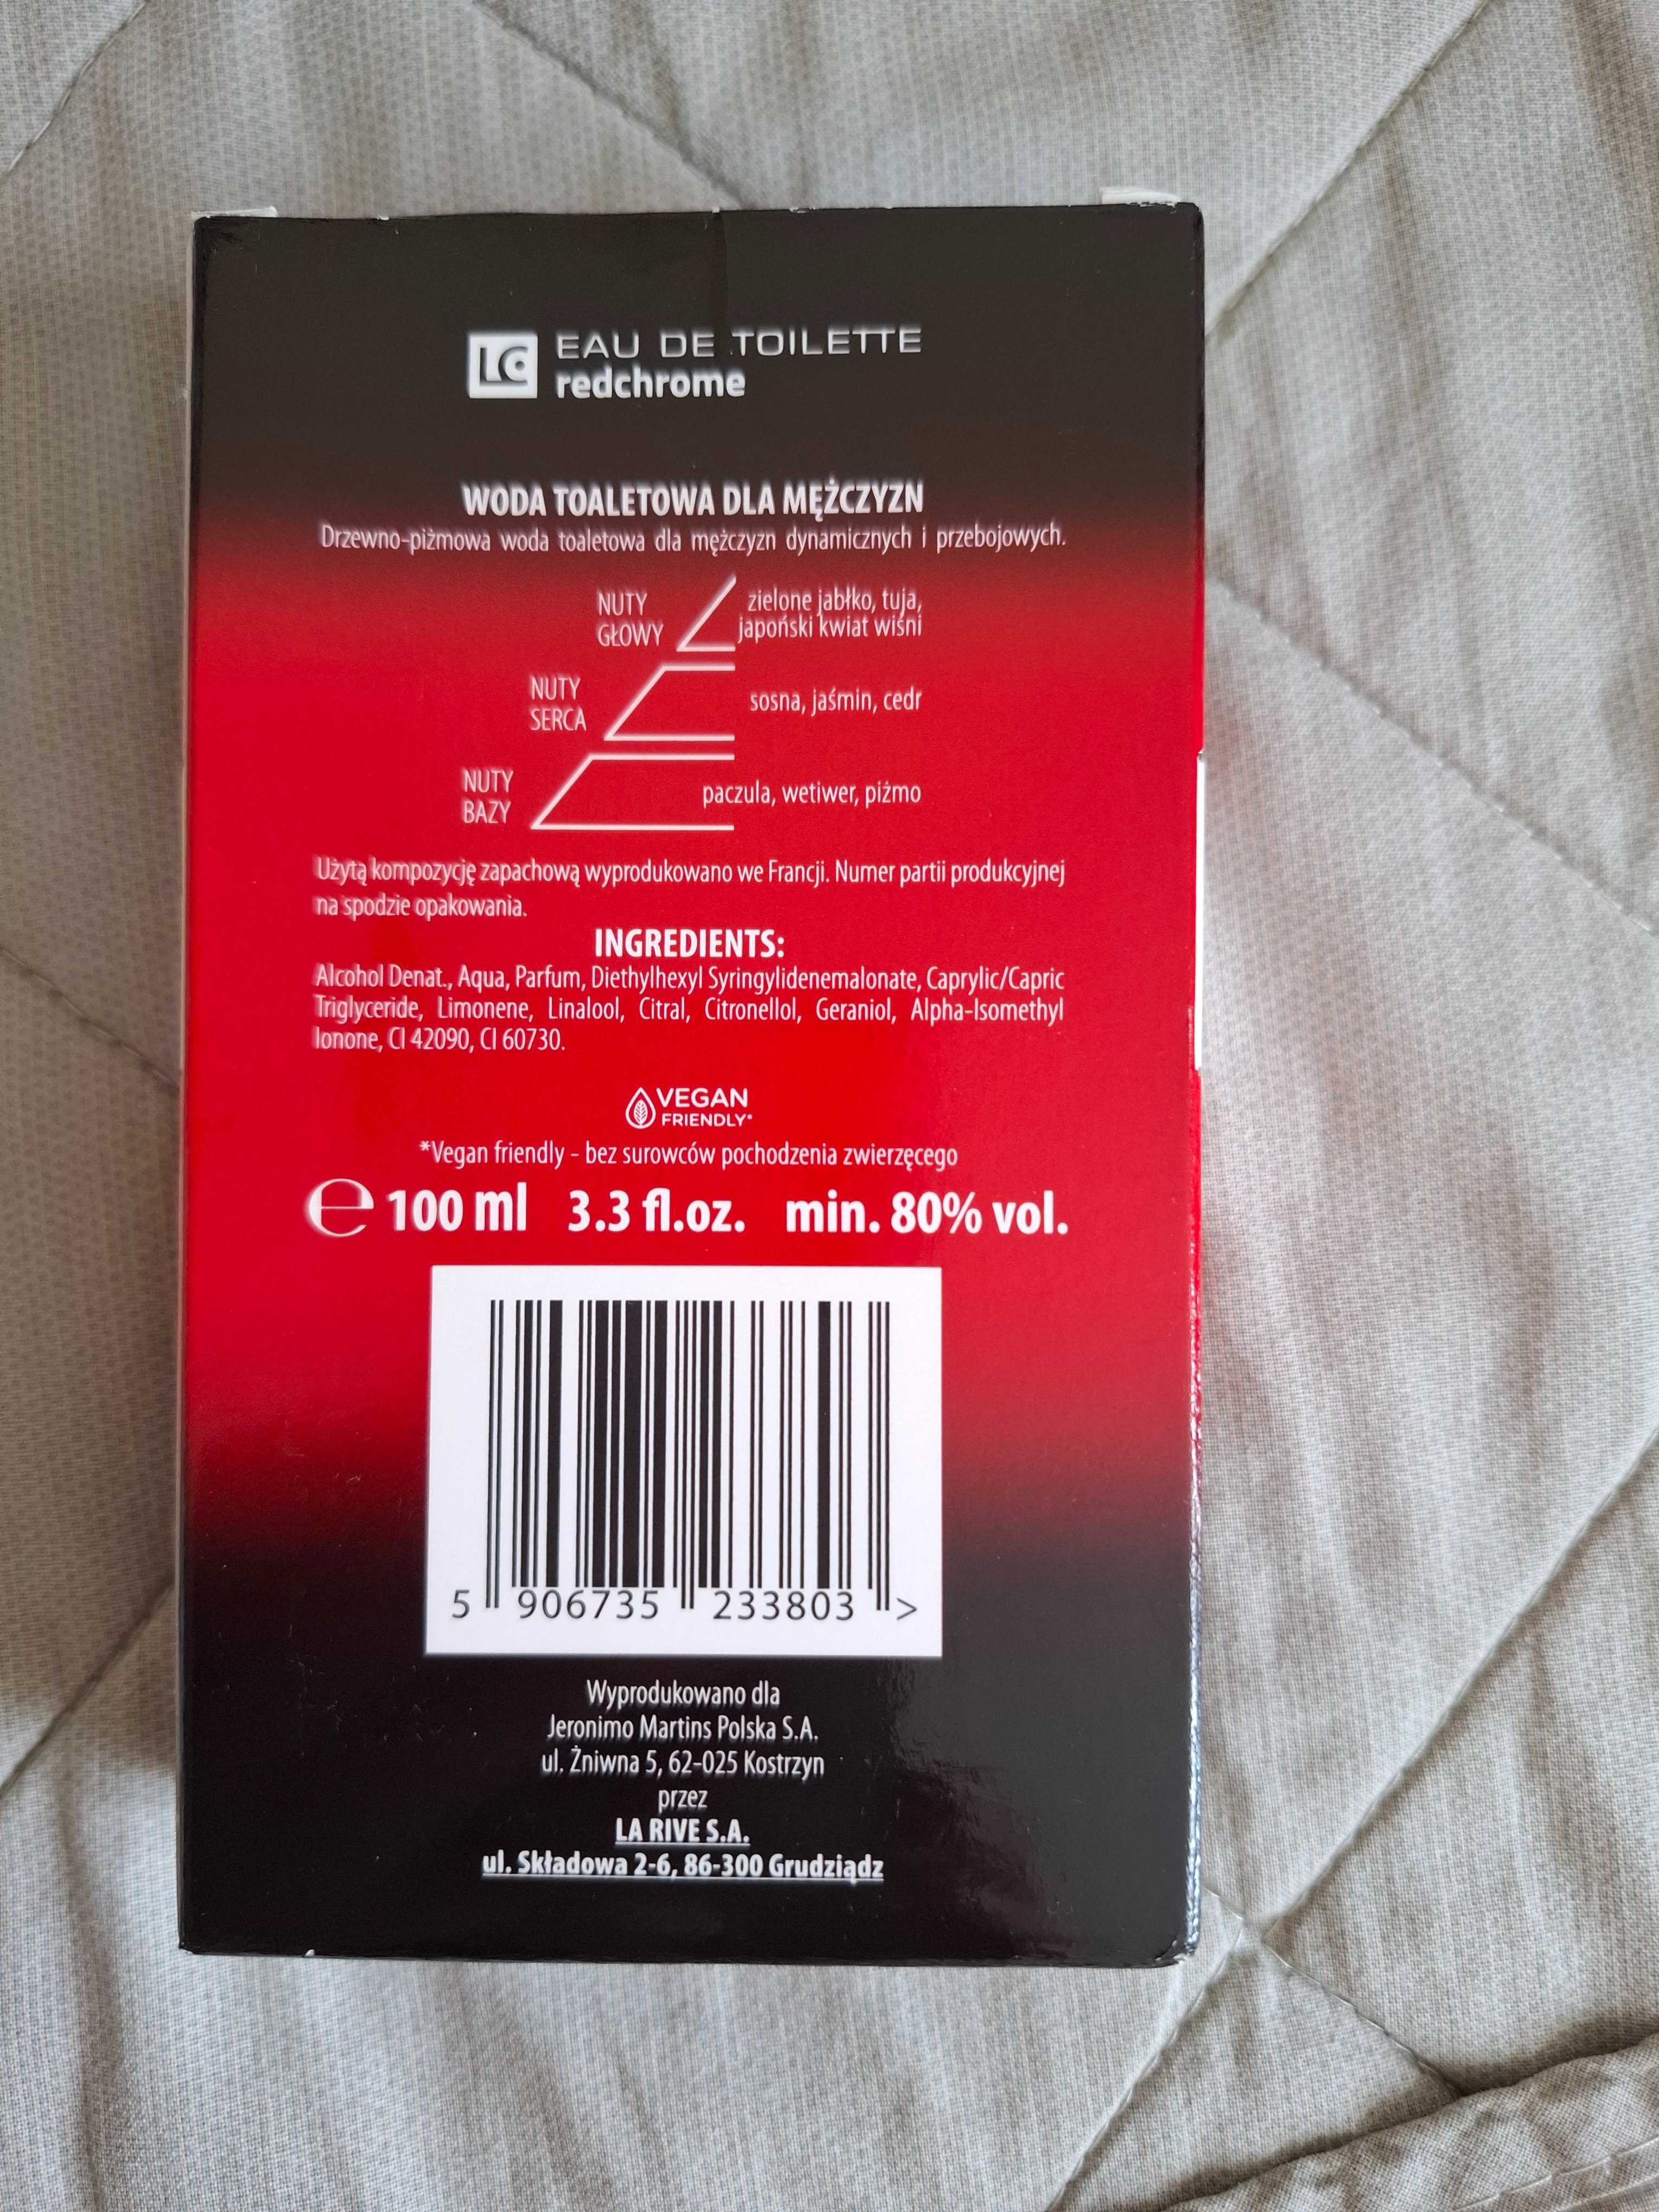 LC EAU DE TOILETTE
redchrome
WODA TOALETOWA DLA MĘŻCZYZN
Drzewno-piżmowa woda toaletowa dla mężczyzn dynamicznych i przebojowych.
NUTY
GŁOWY
zielone jabłko, tuja,
japoński kwiat wiśni
NUTY
SERCA
sosna, jaśmin, cedr
NUTY
BAZY
paczula, wetiwer, piżmo
Użytą kompozycję zapachową wyprodukowano we Francji. Numer partii produkcyjnej
na spodzie opakowania.
INGREDIENTS:
Alcohol Denat., Aqua, Parfum, Diethylhexyl Syringylidenemalonate, Caprylic/Capric
Triglyceride, Limonene, Linalool, Citral, Citronellol, Geraniol, Alpha-Isomethyl
Ionone, CI 42090, CI 60730.
VEGAN
FRIENDLY*
*Vegan friendly - bez surowców pochodzenia zwierzęcego
℮ 100 ml 3.3 fl.oz. min. 80% vol.
5 906735 233803 >
Wyprodukowano dla
Jeronimo Martins Polska S.A.
ul. Żniwna 5, 62-025 Kostrzyn
przez
LA RIVE S.A.
ul. Składowa 2-6, 86-300 Grudziądz